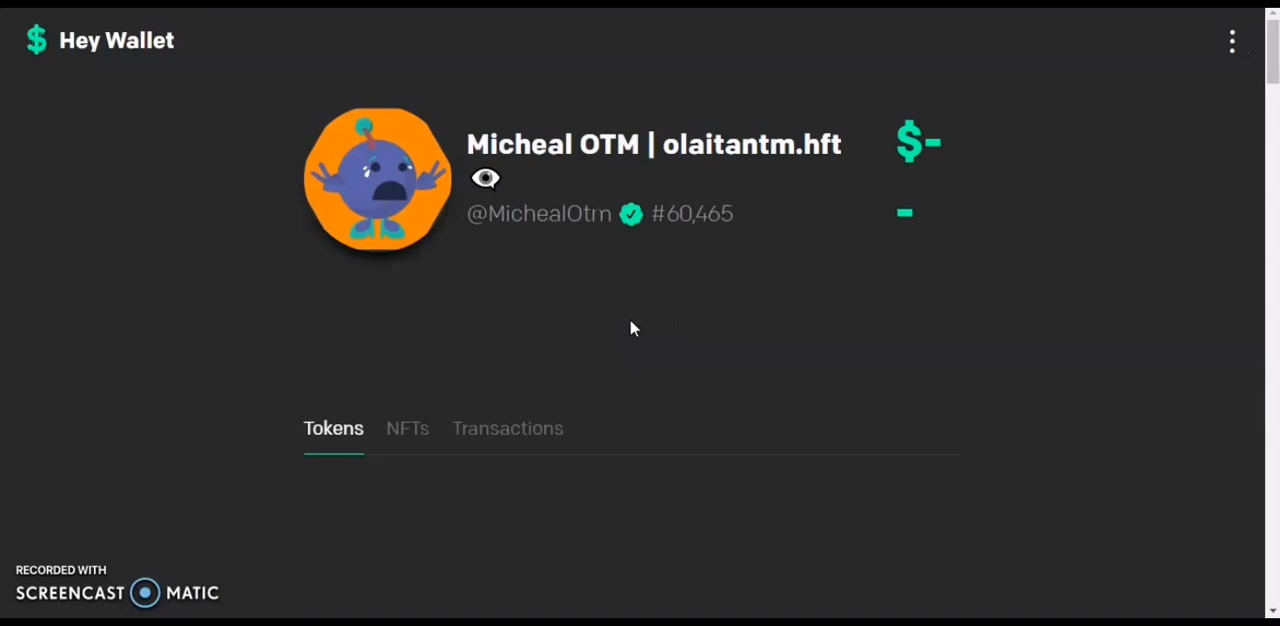 $ Hey Wallet
Micheal OTM | olaitantm.hft
$-
@MichealOtm #60,465
-
Tokens NFTs Transactions
RECORDED WITH
SCREENCAST MATIC